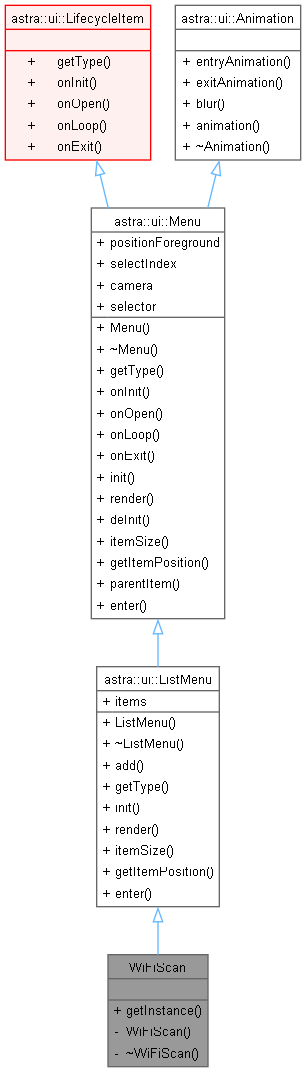 astra::ui::LifecycleItem
+ getType()
+ onInit()
+ onOpen()
+ onLoop()
+ onExit()
astra::ui::Animation
+ entryAnimation()
+ exitAnimation()
+ blur()
+ animation()
+ ~Animation()
astra::ui::Menu
+ positionForeground
+ selectIndex
+ camera
+ selector
+ Menu()
+ ~Menu()
+ getType()
+ onInit()
+ onOpen()
+ onLoop()
+ onExit()
+ init()
+ render()
+ deInit()
+ itemSize()
+ getItemPosition()
+ parentItem()
+ enter()
astra::ui::ListMenu
+ items
+ ListMenu()
+ ~ListMenu()
+ add()
+ getType()
+ init()
+ render()
+ itemSize()
+ getItemPosition()
+ enter()
WiFiScan
+ getInstance()
- WiFiScan()
- ~WiFiScan()